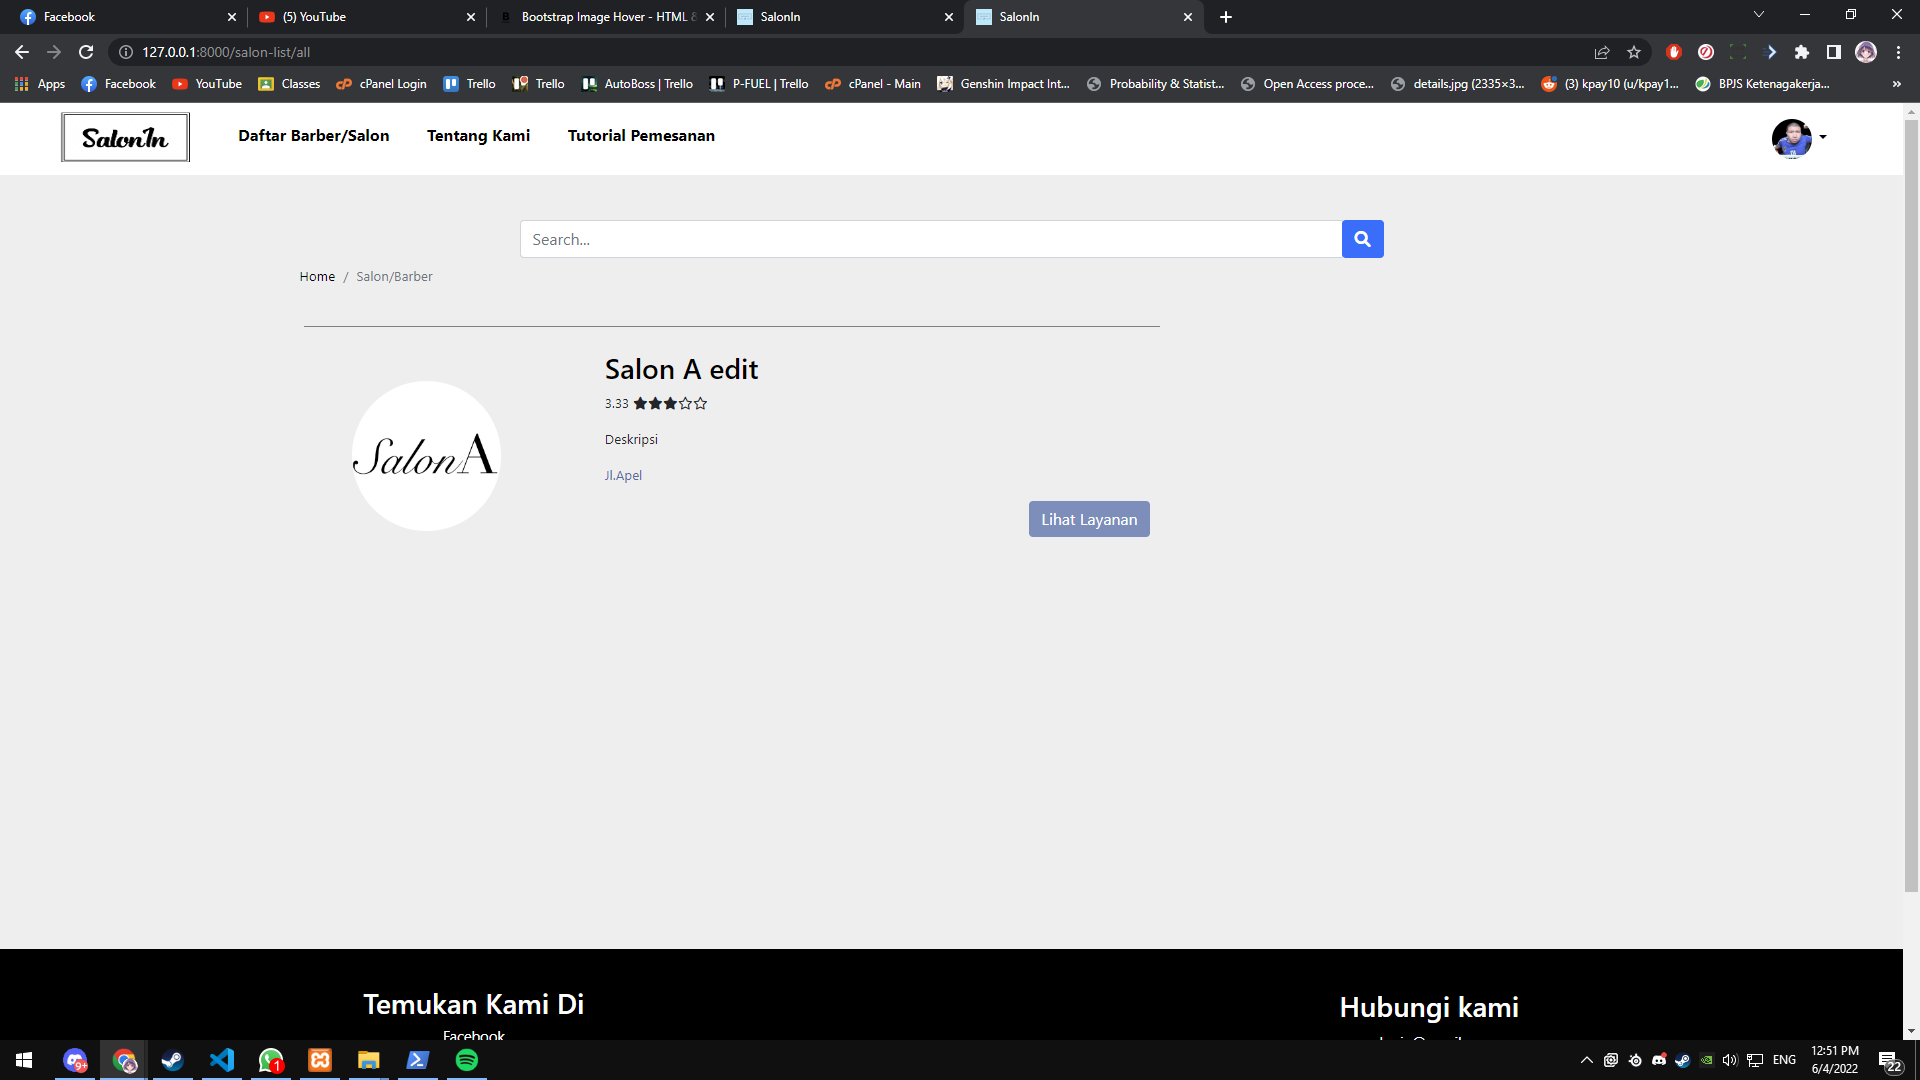 Facebook
(5) YouTube
Bootstrap Image Hover - HTML &
SalonIn
SalonIn
127.0.0.1:8000/salon-list/all
Apps
Facebook
YouTube
Classes
cPanel Login
Trello
Trello
AutoBoss | Trello
P-FUEL | Trello
cPanel - Main
Genshin Impact Int...
Probability & Statist...
Open Access proce...
details.jpg (2335×3...
(3) kpay10 (u/kpay1...
BPJS Ketenagakerja...
SalonIn
Daftar Barber/Salon
Tentang Kami
Tutorial Pemesanan
Search...
Home / Salon/Barber
Salon A
Salon A edit
3.33
Deskripsi
Jl.Apel
Lihat Layanan
Temukan Kami Di
Facebook
Hubungi kami
9+
1
ENG
12:51 PM
6/4/2022
22